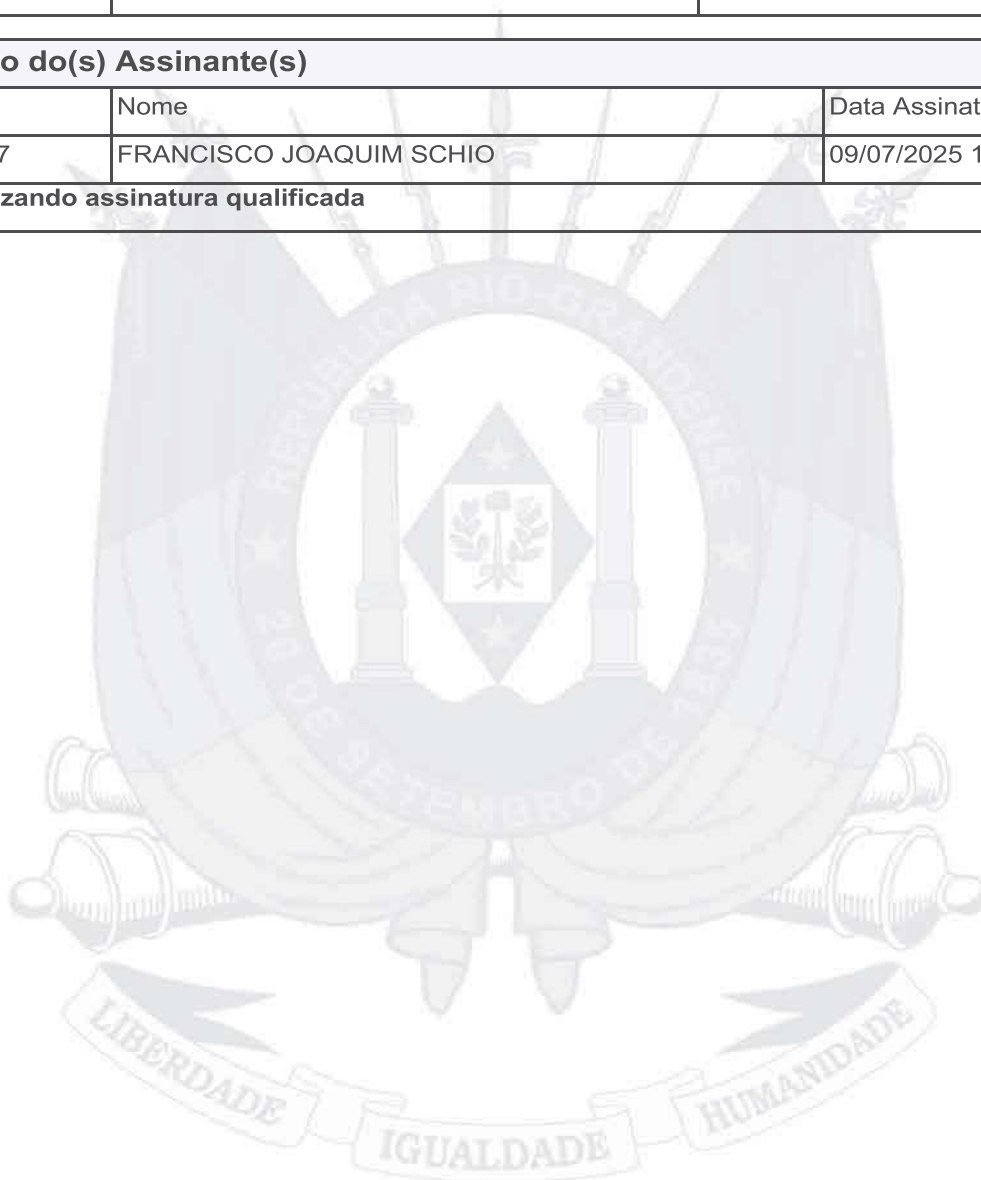 o do(s) Assinante(s)
Nome Data Assinat
7 FRANCISCO JOAQUIM SCHIO 09/07/2025 1
zando assinatura qualificada
REPÚBLICA RIO-GRANDENSE
20 DE SETEMBRO DE 1835
LIBERDADE IGUALDADE HUMANIDADE